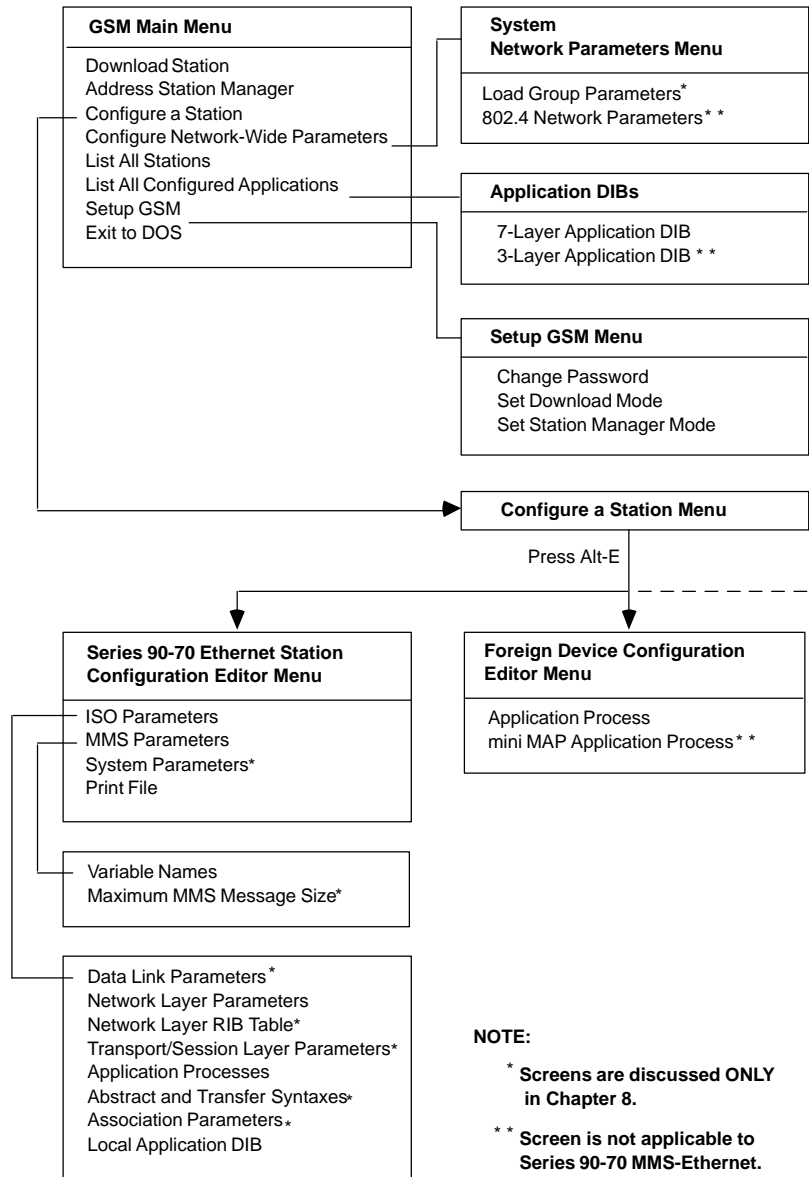 GSM Main Menu
Download Station
Address Station Manager
Configure a Station
Configure Network-Wide Parameters
List All Stations
List All Configured Applications
Setup GSM
Exit to DOS
System
Network Parameters Menu
Load Group Parameters*
802.4 Network Parameters* *
Application DIBs
7-Layer Application DIB
3-Layer Application DIB * *
Setup GSM Menu
Change Password
Set Download Mode
Set Station Manager Mode
Configure a Station Menu
Press Alt-E
Series 90-70 Ethernet Station
Configuration Editor Menu
ISO Parameters
MMS Parameters
System Parameters*
Print File
Foreign Device Configuration
Editor Menu
Application Process
mini MAP Application Process* *
Variable Names
Maximum MMS Message Size*
Data Link Parameters*
Network Layer Parameters
Network Layer RIB Table*
Transport/Session Layer Parameters*
Application Processes
Abstract and Transfer Syntaxes*
Association Parameters*
Local Application DIB
NOTE:
* Screens are discussed ONLY
in Chapter 8.
* * Screen is not applicable to
Series 90-70 MMS-Ethernet.